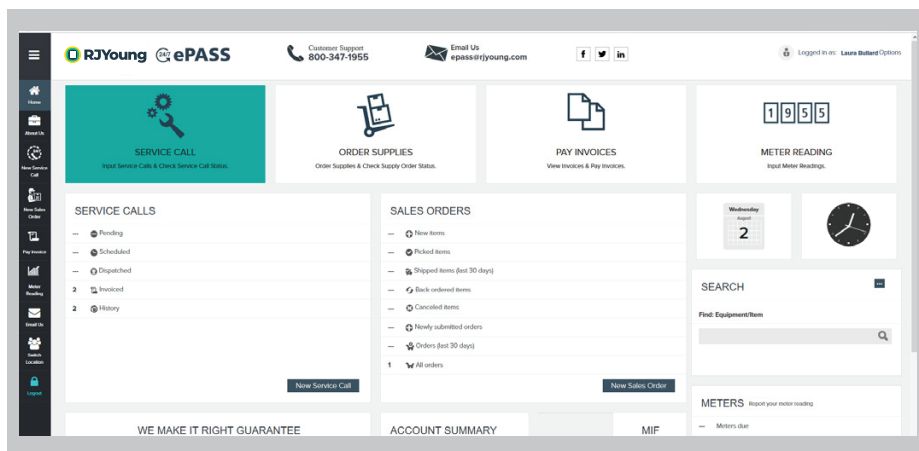 RJYoung 24/7 ePASS
Customer Support
800-347-1955
Email Us
epass@rjyoung.com
Logged in as: Laura Bullard Options
Home
About Us
New Service
Call
New Sales
Order
Pay Invoice
Meter
Reading
Email Us
Switch
Location
Logout
SERVICE CALL
Input Service Calls & Check Service Call Status.
ORDER SUPPLIES
Order Supplies & Check Supply Order Status.
PAY INVOICES
View Invoices & Pay Invoices.
1955
METER READING
Input Meter Readings.
SERVICE CALLS
— Pending
— Scheduled
— Dispatched
2 Invoiced
2 History
New Service Call
SALES ORDERS
— New items
— Picked items
— Shipped items (last 30 days)
— Back ordered items
— Canceled items
— Newly submitted orders
— Orders (last 30 days)
1 All orders
New Sales Order
Wednesday
August
2
SEARCH
Find: Equipment/Item
METERS Report your meter reading
— Meters due
WE MAKE IT RIGHT GUARANTEE
ACCOUNT SUMMARY
MIF